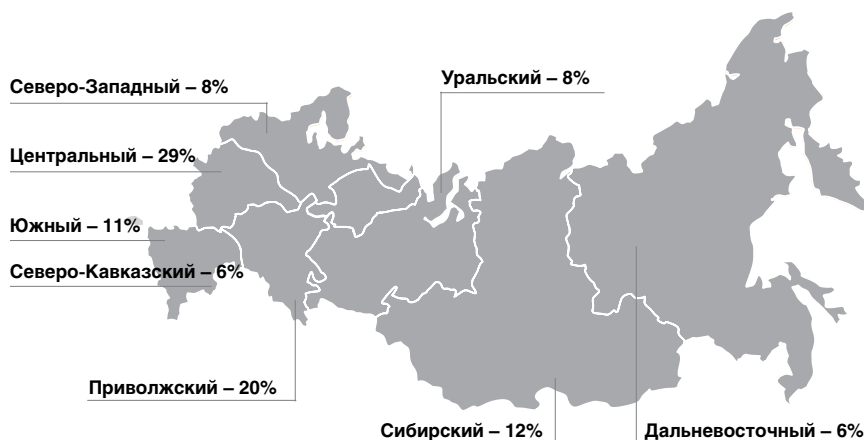 Северо-Западный – 8%
Уральский – 8%
Центральный – 29%
Южный – 11%
Северо-Кавказский – 6%
Приволжский – 20%
Сибирский – 12%
Дальневосточный – 6%